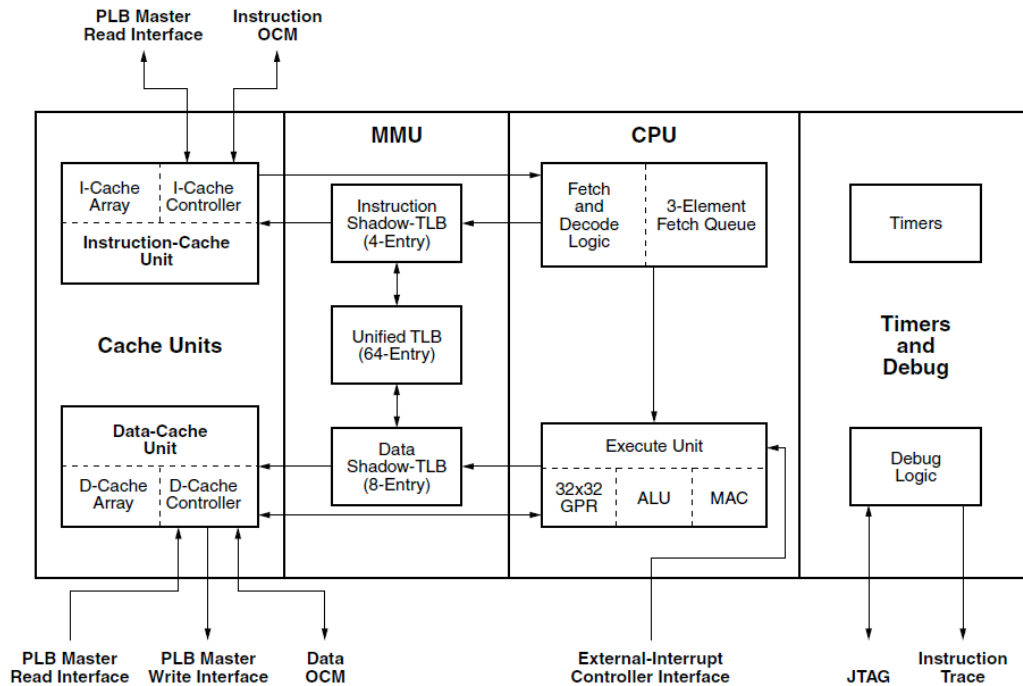 PLB Master
Read Interface
Instruction
OCM
MMU
CPU
I-Cache
Array
I-Cache
Controller
Instruction-Cache
Unit
Instruction
Shadow-TLB
(4-Entry)
Fetch
and
Decode
Logic
3-Element
Fetch Queue
Timers
Cache Units
Unified TLB
(64-Entry)
Timers
and
Debug
Data-Cache
Unit
D-Cache
Array
D-Cache
Controller
Data
Shadow-TLB
(8-Entry)
Execute Unit
32x32
GPR
ALU
MAC
Debug
Logic
PLB Master
Read Interface
PLB Master
Write Interface
Data
OCM
External-Interrupt
Controller Interface
JTAG
Instruction
Trace